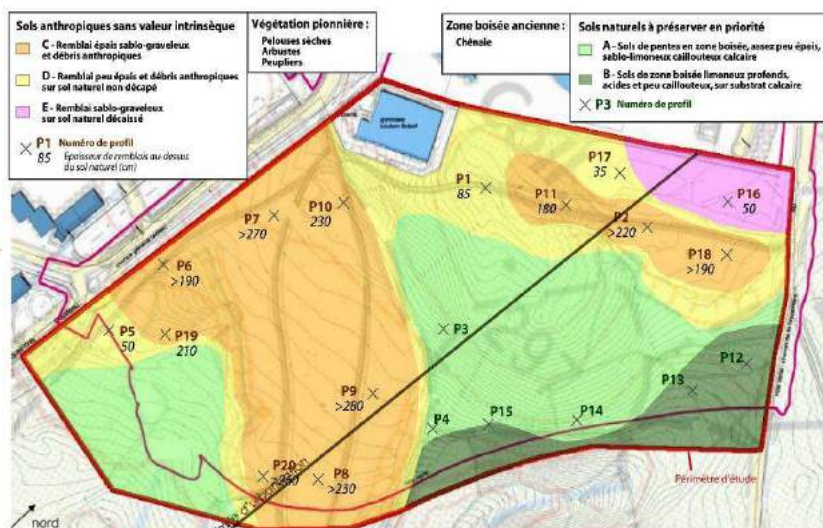 Sols anthropiques sans valeur intrinsèque
C - Remblai épais sablo-graveleux
et débris anthropiques
D - Remblai peu épais et débris anthropiques
sur sol naturel non décapé
E - Remblai sablo-graveleux
sur sol naturel décaissé
P1 Numéro de profil
85 Epaisseur de remblais au-dessus
du sol naturel (cm)
Végétation pionnière :
Pelouses sèches
Arbustes
Peupliers
Zone boisée ancienne :
Chênaie
Sols naturels à préserver en priorité
A - Sols de pentes en zone boisée, assez peu épais,
sablo-limoneux caillouteux calcaire
B - Sols de zone boisée limoneux profonds,
acides et peu caillouteux, sur substrat calcaire
P3 Numéro de profil
P17
35
P1
85
P16
50
P10
230
P11
180
P7
>270
P2
>220
P18
>190
P6
>190
P5
50
P19
210
P3
P12
P13
P9
>280
P4
P15
P14
P20
P8
>230
Périmètre d'étude
nord